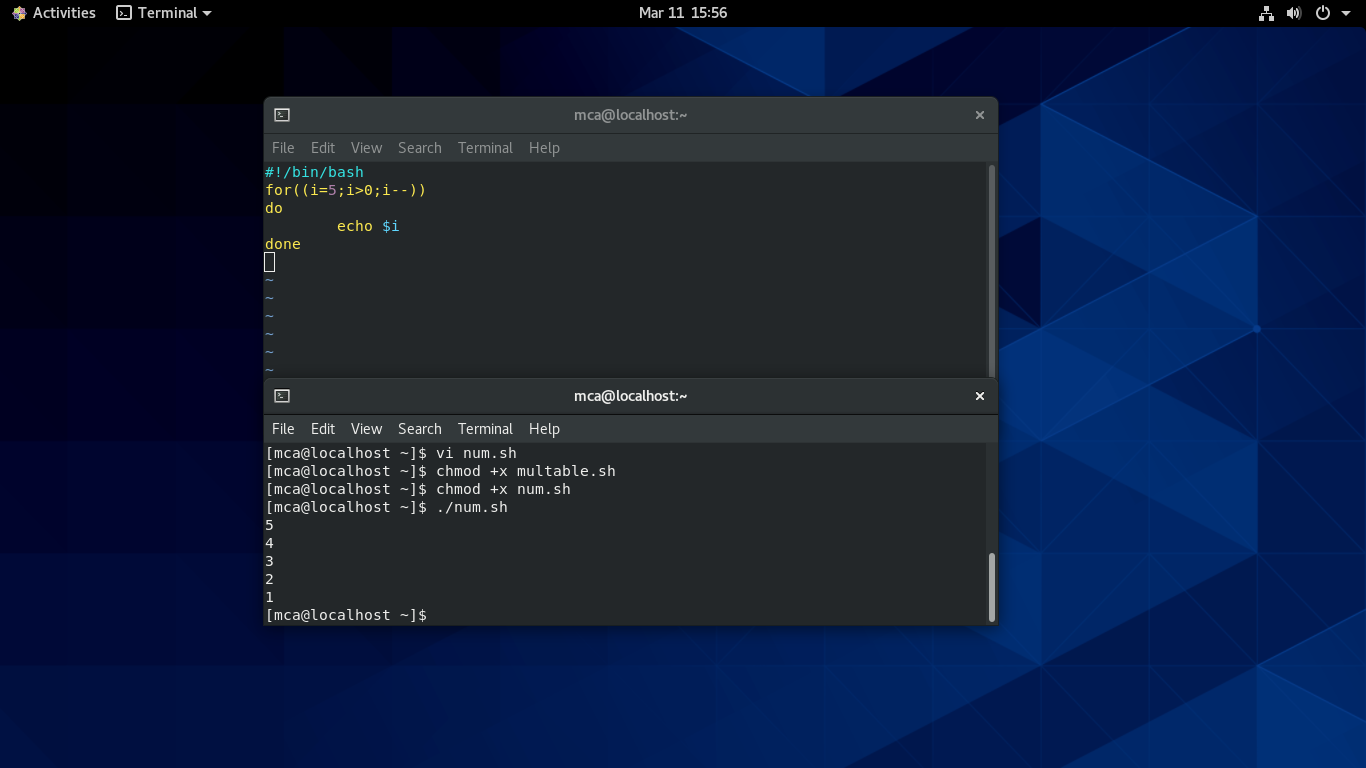 Activities Terminal Mar 11 15:56
mca@localhost:~
File Edit View Search Terminal Help
#!/bin/bash
for((i=5;i>0;i--))
do
        echo $i
done
~
~
~
~
~
~
mca@localhost:~
File Edit View Search Terminal Help
[mca@localhost ~]$ vi num.sh
[mca@localhost ~]$ chmod +x multable.sh
[mca@localhost ~]$ chmod +x num.sh
[mca@localhost ~]$ ./num.sh
5
4
3
2
1
[mca@localhost ~]$